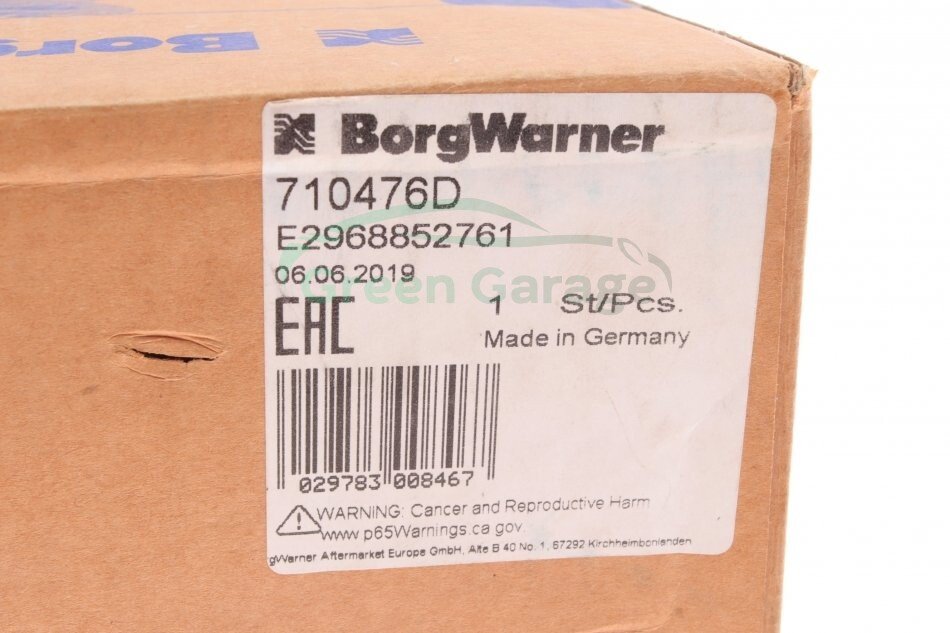 Bors
BorgWarner
710476D
E2968852761
06.06.2019
Green Garage
EAC 1 St/Pcs.
Made in Germany
029783 008467
WARNING: Cancer and Reproductive Harm
www.p65Warnings.ca.gov.
gWarner Aftermarket Europe GmbH, Alte B 40 No. 1, 67292 Kirchheimbolanden